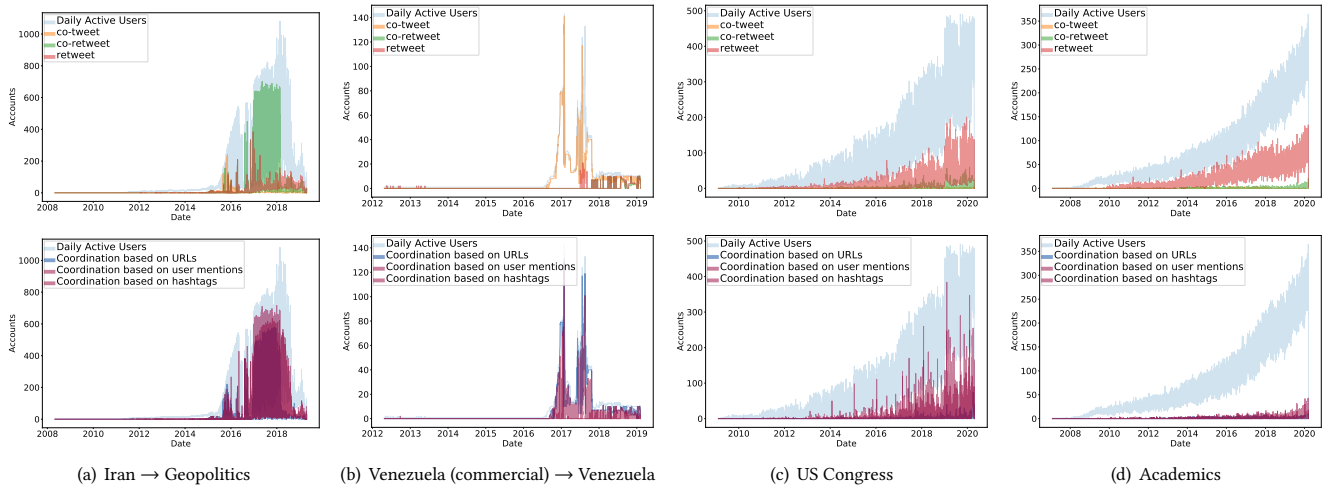 Daily Active Users
co-tweet
co-retweet
retweet
1000
800
600
400
200
0
Accounts
2008 2010 2012 2014 2016 2018
Date
Daily Active Users
co-tweet
co-retweet
retweet
140
120
100
80
60
40
20
0
Accounts
2012 2013 2014 2015 2016 2017 2018 2019
Date
Daily Active Users
co-tweet
co-retweet
retweet
500
400
300
200
100
0
Accounts
2010 2012 2014 2016 2018 2020
Date
Daily Active Users
co-tweet
co-retweet
retweet
350
300
250
200
150
100
50
0
Accounts
2008 2010 2012 2014 2016 2018 2020
Date
Daily Active Users
Coordination based on URLs
Coordination based on user mentions
Coordination based on hashtags
1000
800
600
400
200
0
Accounts
2008 2010 2012 2014 2016 2018
Date
Daily Active Users
Coordination based on URLs
Coordination based on user mentions
Coordination based on hashtags
140
120
100
80
60
40
20
0
Accounts
2012 2013 2014 2015 2016 2017 2018 2019
Date
Daily Active Users
Coordination based on URLs
Coordination based on user mentions
Coordination based on hashtags
500
400
300
200
100
0
Accounts
2010 2012 2014 2016 2018 2020
Date
Daily Active Users
Coordination based on URLs
Coordination based on user mentions
Coordination based on hashtags
350
300
250
200
150
100
50
0
Accounts
2008 2010 2012 2014 2016 2018 2020
Date
(a) Iran → Geopolitics
(b) Venezuela (commercial) → Venezuela
(c) US Congress
(d) Academics